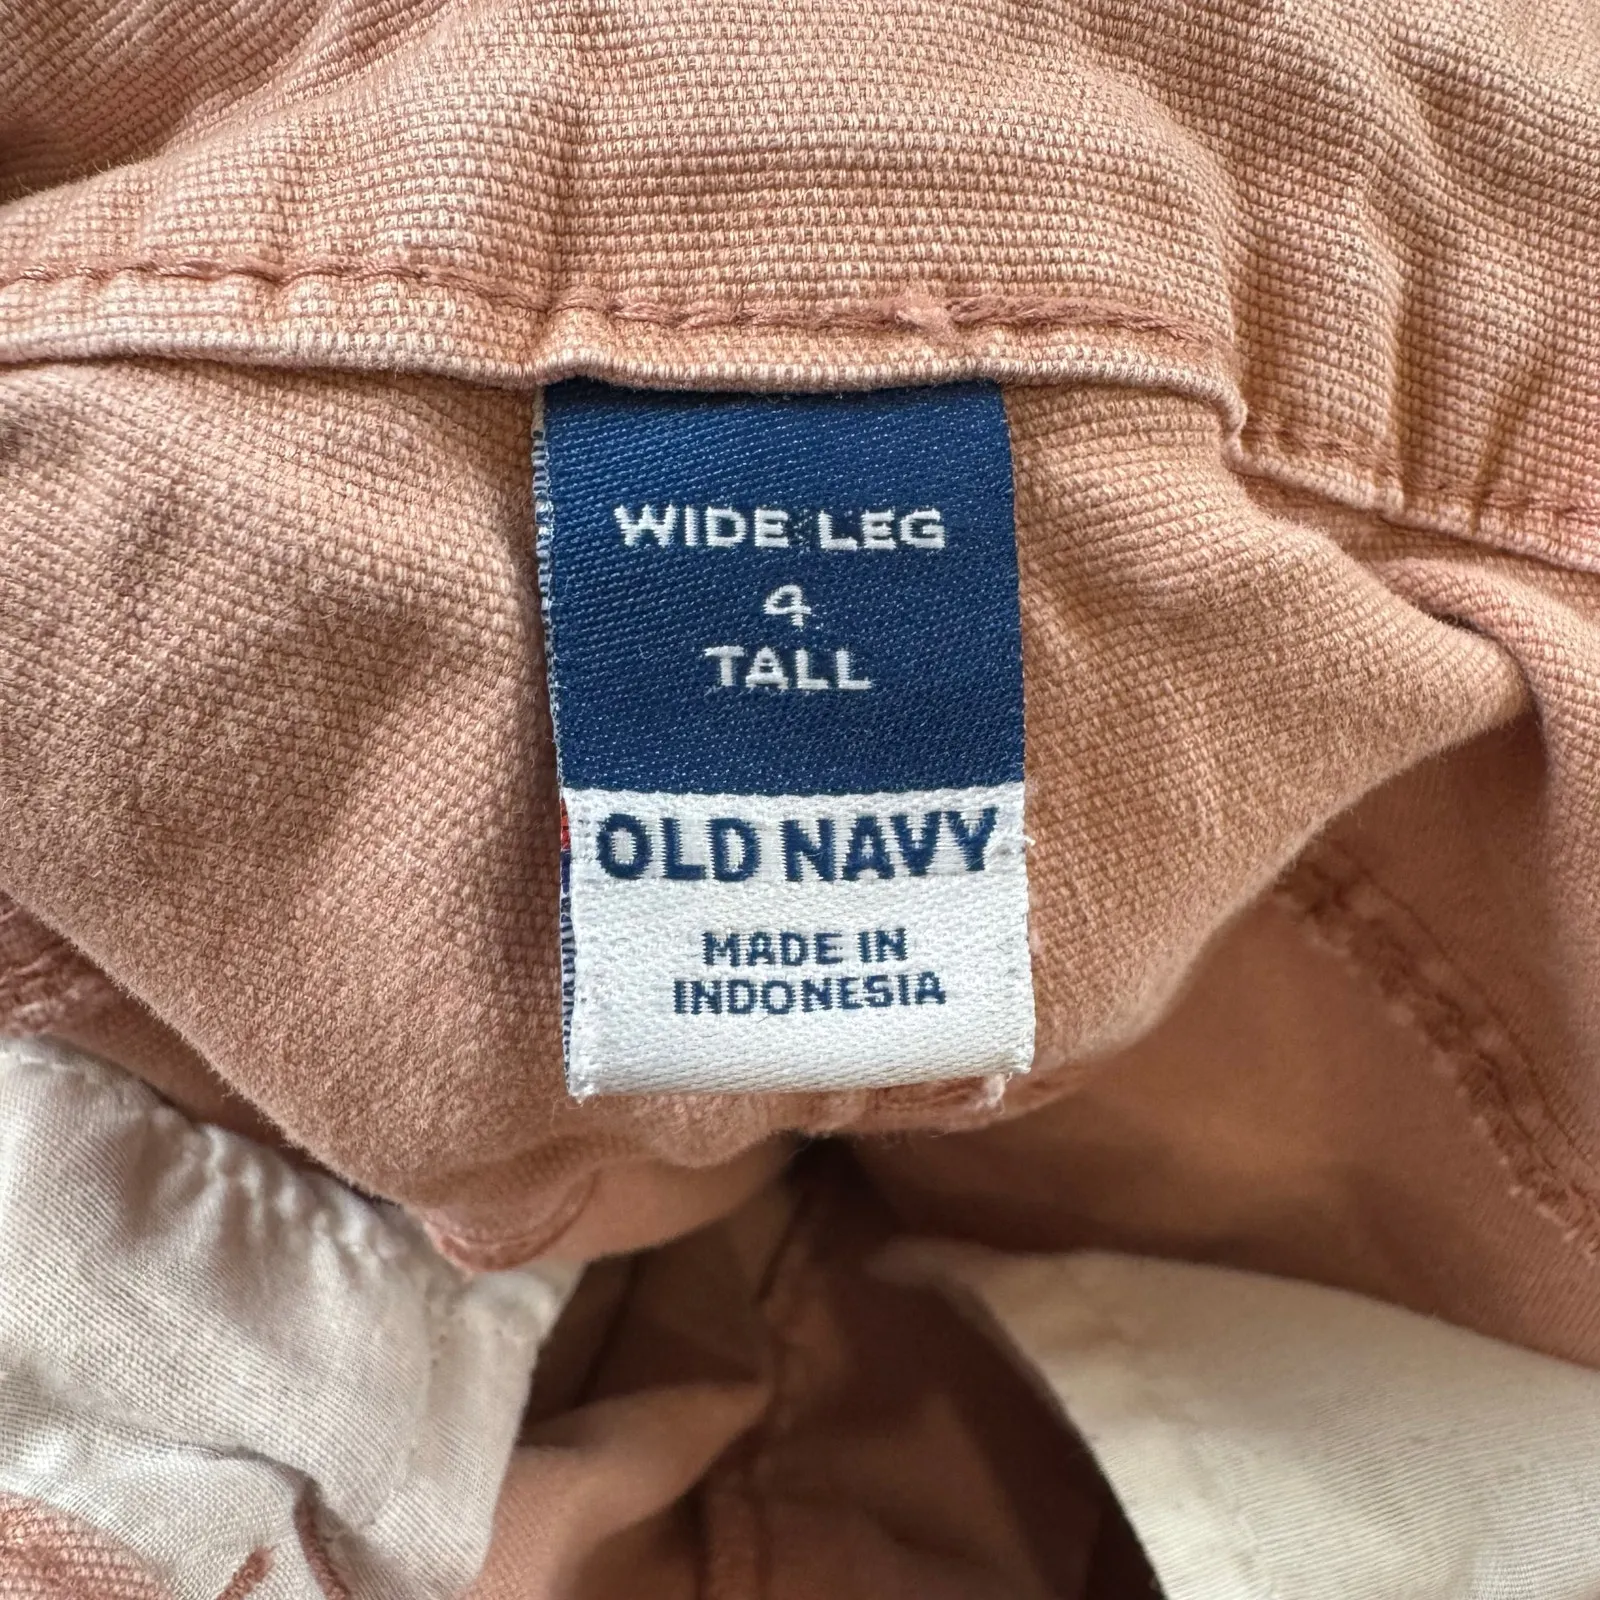 WIDE LEG
4
TALL
OLD NAVY
MADE IN
INDONESIA